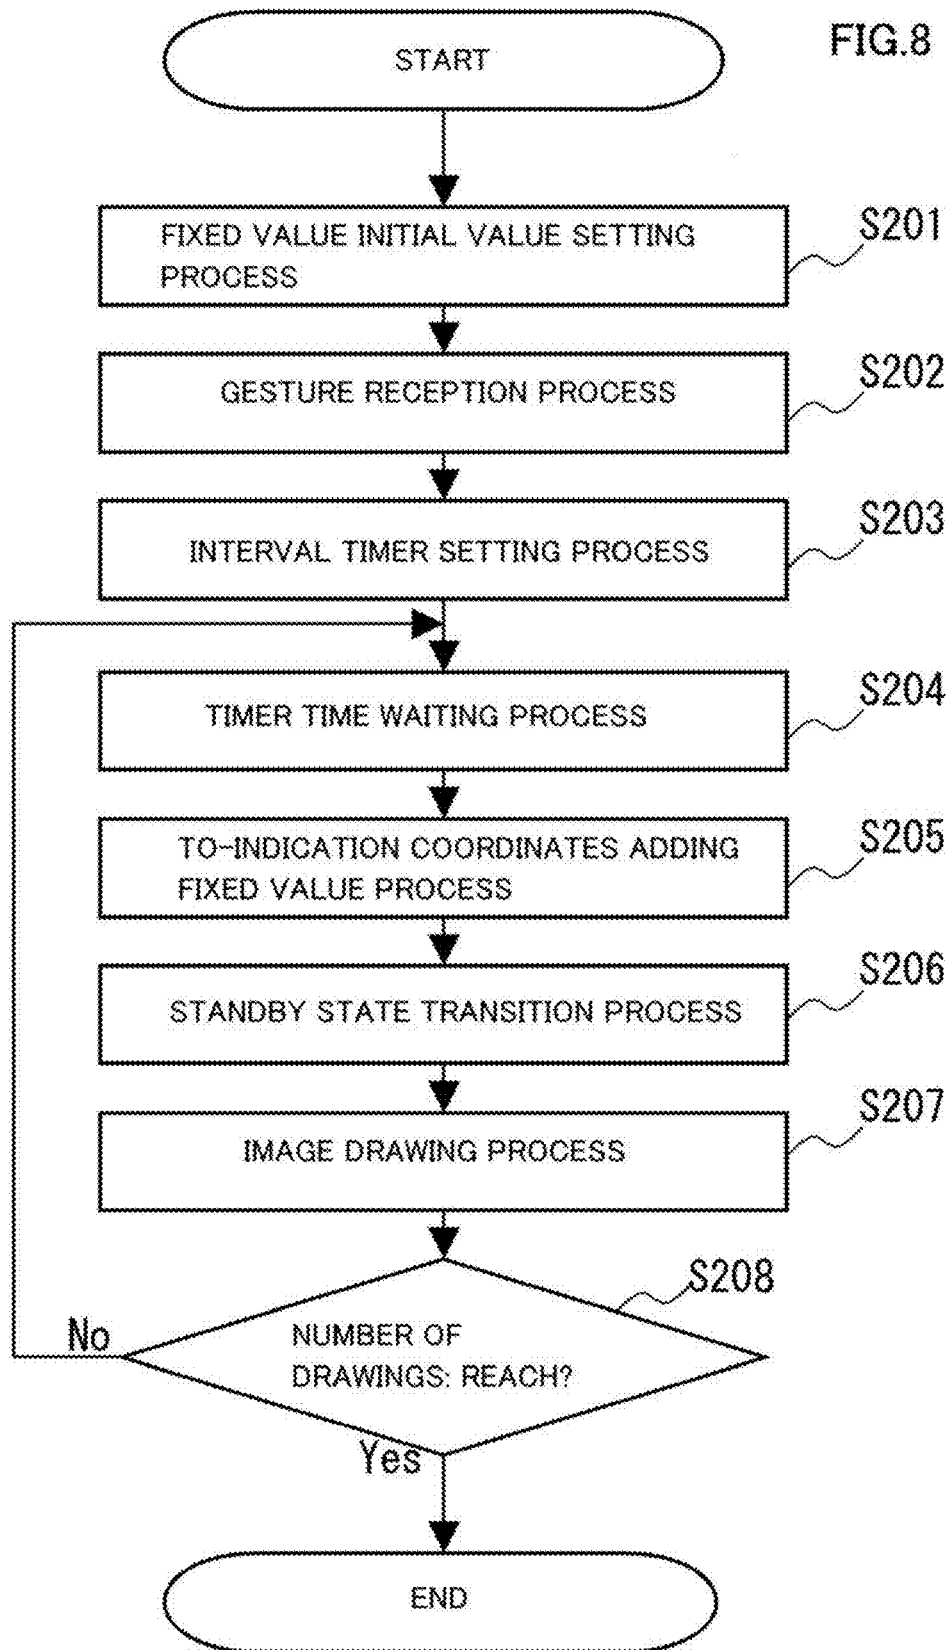 FIG.8
START
FIXED VALUE INITIAL VALUE SETTING
PROCESS
S201
GESTURE RECEPTION PROCESS
S202
INTERVAL TIMER SETTING PROCESS
S203
TIMER TIME WAITING PROCESS
S204
TO-INDICATION COORDINATES ADDING
FIXED VALUE PROCESS
S205
STANDBY STATE TRANSITION PROCESS
S206
IMAGE DRAWING PROCESS
S207
S208
No
NUMBER OF
DRAWINGS: REACH?
Yes
END